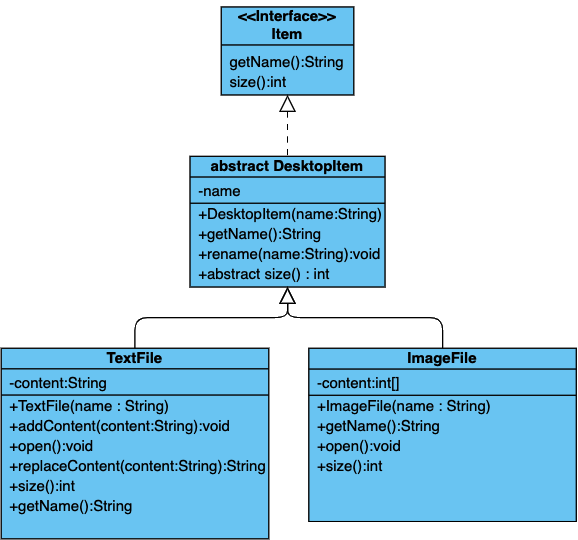 <<Interface>>
Item
getName():String
size():int
abstract DesktopItem
-name
+DesktopItem(name:String)
+getName():String
+rename(name:String):void
+abstract size() : int
TextFile
-content:String
+TextFile(name : String)
+addContent(content:String):void
+open():void
+replaceContent(content:String):String
+size():int
+getName():String
ImageFile
-content:int[]
+ImageFile(name : String)
+getName():String
+open():void
+size():int